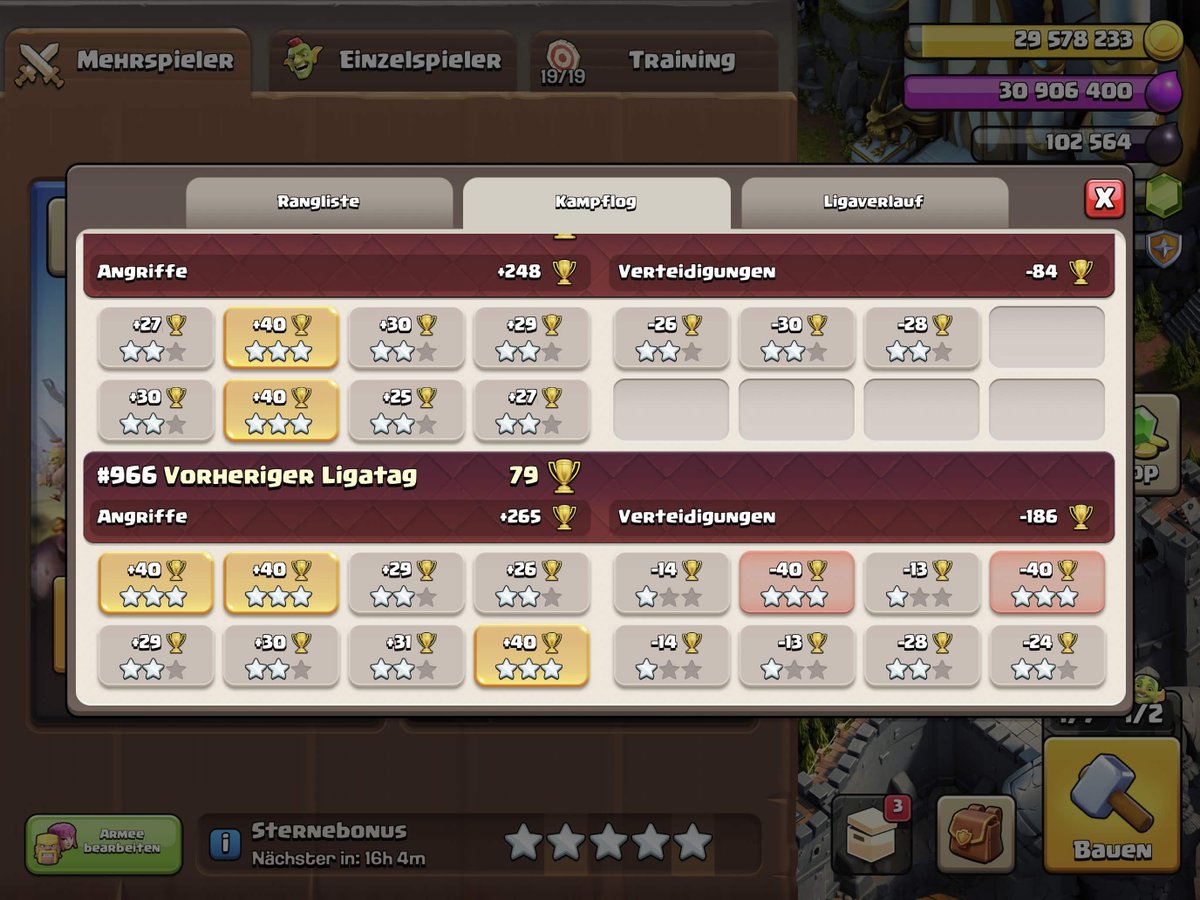 Mehrspieler
Einzelspieler
19/19
Training
29 578 233
30 906 400
102 564
Rangliste
Kampflog
Ligaverlauf
X
Angriffe +248
Verteidigungen -84
+27 +40 +30 +29 -26 -30 -28
+30 +40 +25 +27
#966 Vorheriger Ligatag 79
Angriffe +265
Verteidigungen -186
+40 +40 +29 +26 -14 -40 -13 -40
+29 +30 +31 +40 -14 -13 -28 -24
1/2
Armee
bearbeiten
i
Sternebonus
Nächster in: 16h 4m
3
Bauen